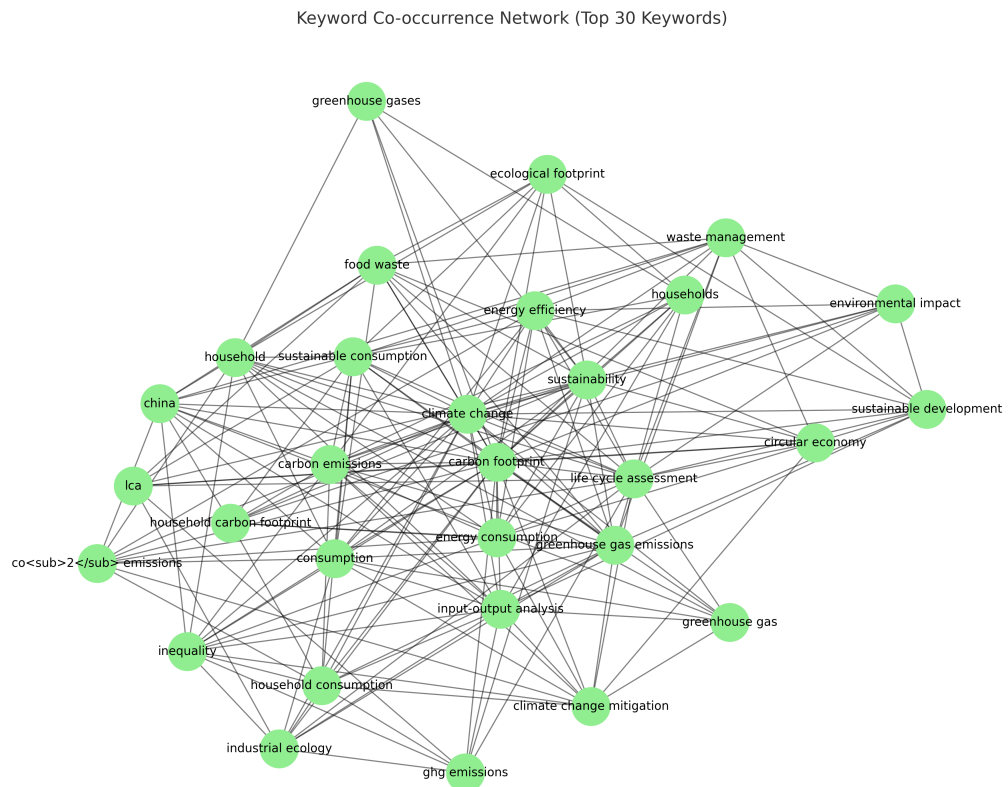 Keyword Co-occurrence Network (Top 30 Keywords)
greenhouse gases
ecological footprint
waste management
food waste
households
environmental impact
energy efficiency
household
sustainable consumption
sustainability
china
climate change
sustainable development
circular economy
carbon emissions
carbon footprint
life cycle assessment
lca
household carbon footprint
energy consumption
greenhouse gas emissions
co<sub>2</sub> emissions
consumption
input-output analysis
greenhouse gas
inequality
household consumption
climate change mitigation
industrial ecology
ghg emissions